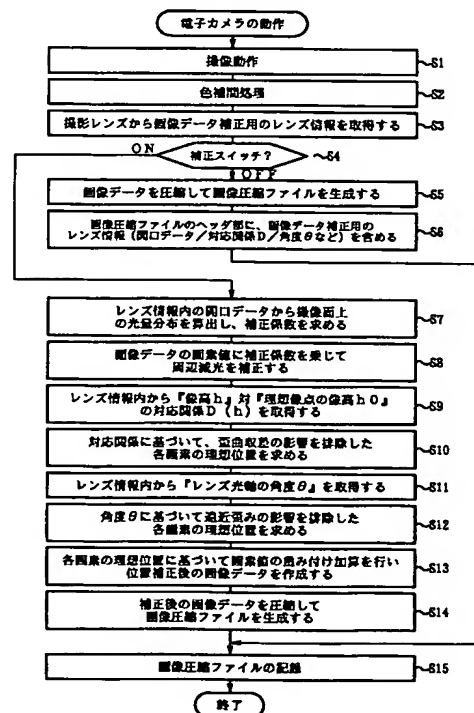 電子カメラの動作
撮像動作
S1
色補間処理
S2
撮影レンズから画像データ補正用のレンズ情報を取得する
S3
ON
補正スイッチ?
S4
OFF
画像データを圧縮して画像圧縮ファイルを生成する
S5
画像圧縮ファイルのヘッダ部に、画像データ補正用の
レンズ情報(開口データ/対応関係D/角度θなど)を含める
S6
レンズ情報内の開口データから撮像面上
の光量分布を算出し、補正係数を求める
S7
画像データの画素値に補正係数を乗じて
周辺減光を補正する
S8
レンズ情報内から『像高h』対『理想像点の像高h0』
の対応関係D(h)を取得する
S9
対応関係に基づいて、歪曲収差の影響を排除した
各画素の理想位置を求める
S10
レンズ情報内から『レンズ光軸の角度θ』を取得する
S11
角度θに基づいて遠近歪みの影響を排除した
各画素の理想位置を求める
S12
各画素の理想位置に基づいて画素値の重み付け加算を行い
位置補正後の画像データを作成する
S13
補正後の画像データを圧縮して
画像圧縮ファイルを生成する
S14
画像圧縮ファイルの記録
S15
終了